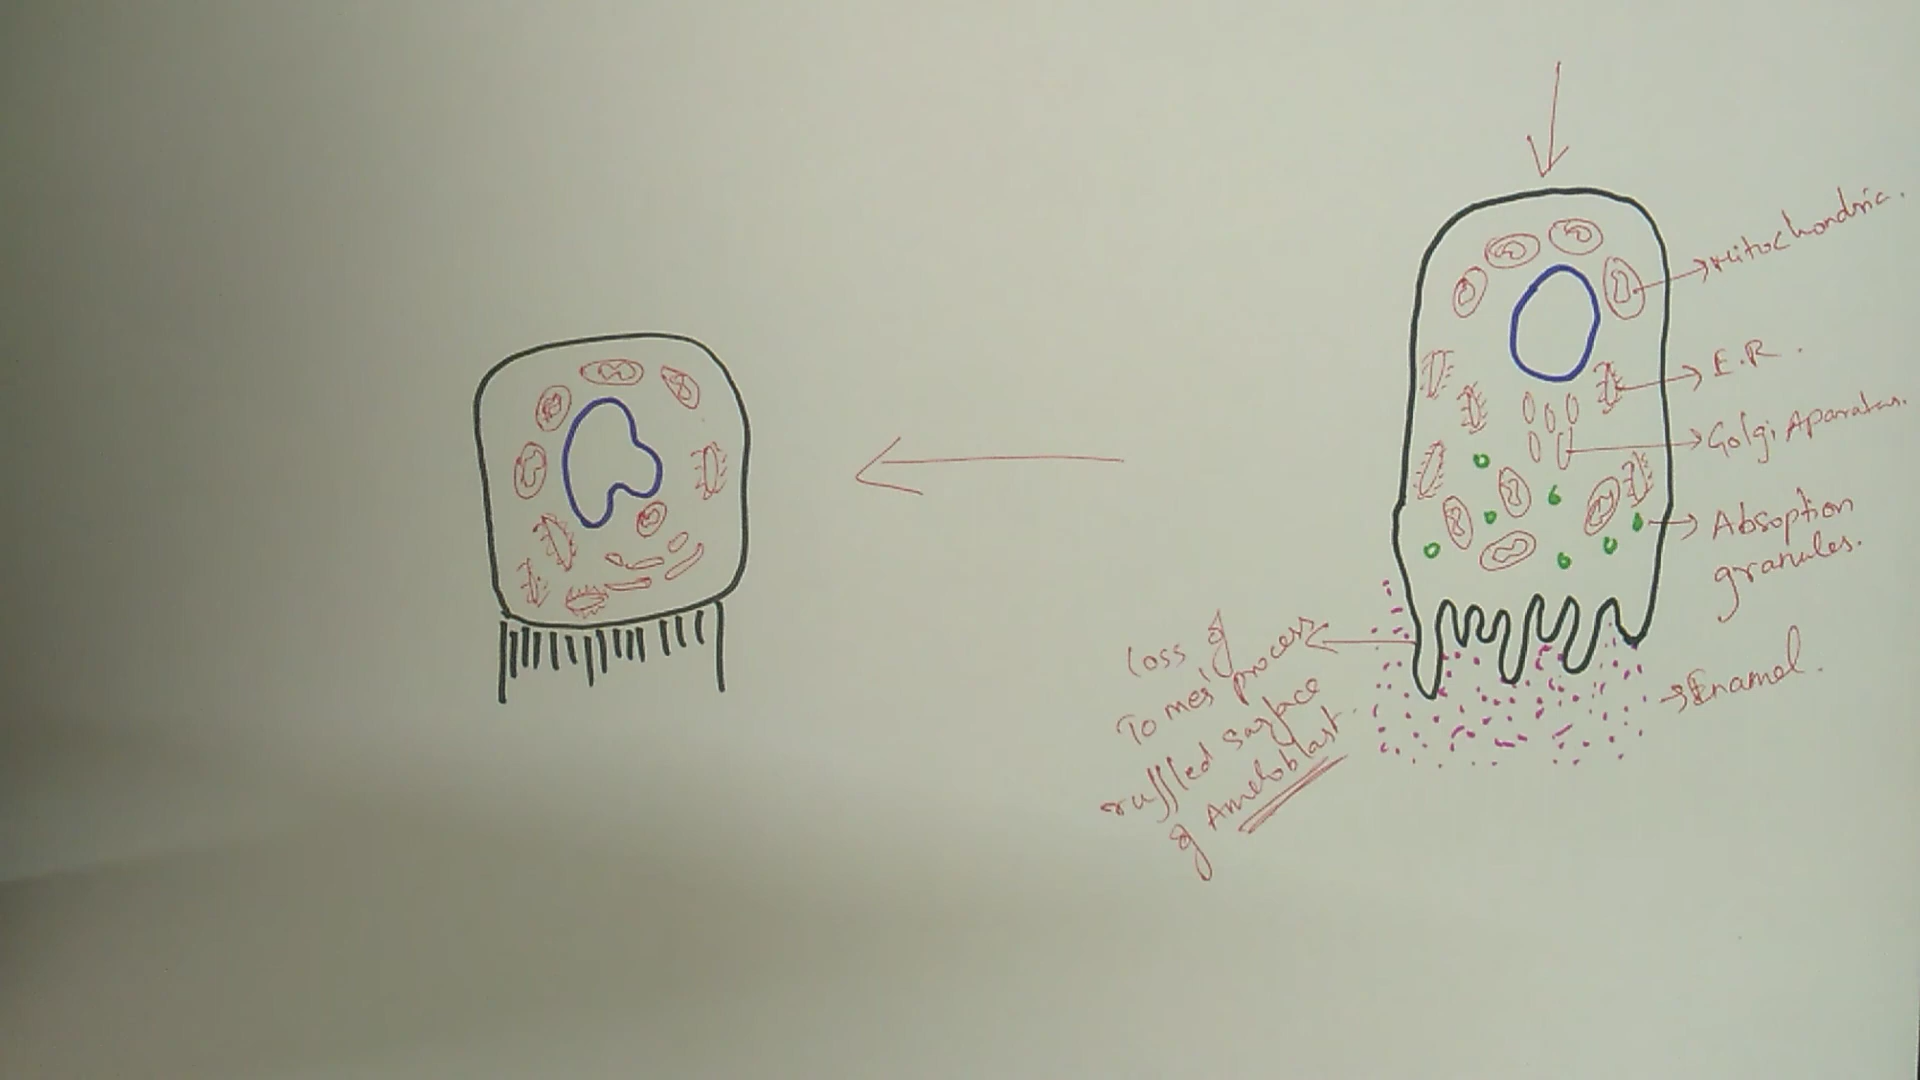 Mitochondria.
E.R.
Golgi Aparatus.
Absoption
granules.
Enamel.
loss of
Tomes' process
ruffled surface
of Ameloblast.